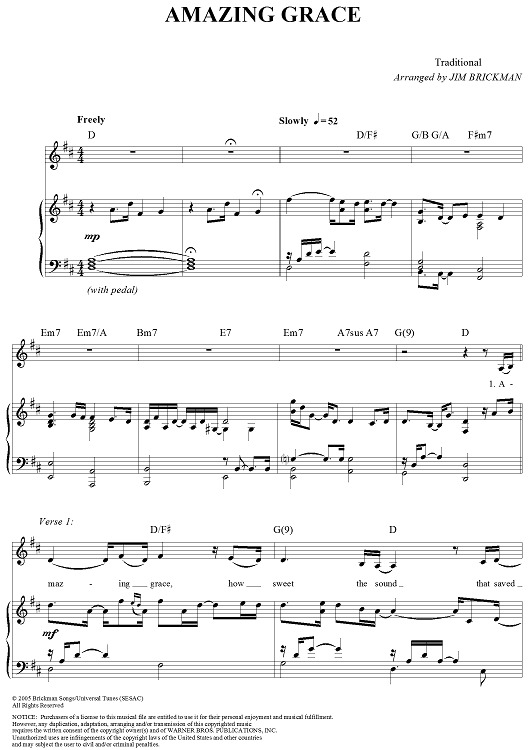 AMAZING GRACE
Traditional
Arranged by JIM BRICKMAN
Freely
Slowly ♩ = 52
D D/F♯ G/B G/A F♯m7
mp
(with pedal)
Em7 Em7/A Bm7 E7 Em7 A7sus A7 G(9) D
1. A -
Verse 1:
D/F♯ G(9) D
maz - ing grace, how sweet the sound that saved
mf
© 2005 Brickman Songs/Universal Tunes (SESAC)
All Rights Reserved
NOTICE: Purchasers of a license to this musical file are entitled to use it for their personal enjoyment and musical fulfillment.
However, any duplication, adaptation, arranging and/or transmission of this copyrighted music
requires the written consent of the copyright owner(s) and of WARNER BROS. PUBLICATIONS, INC.
Unauthorized uses are infringements of the copyright laws of the United States and other countries
and may subject the user to civil and/or criminal penalties.